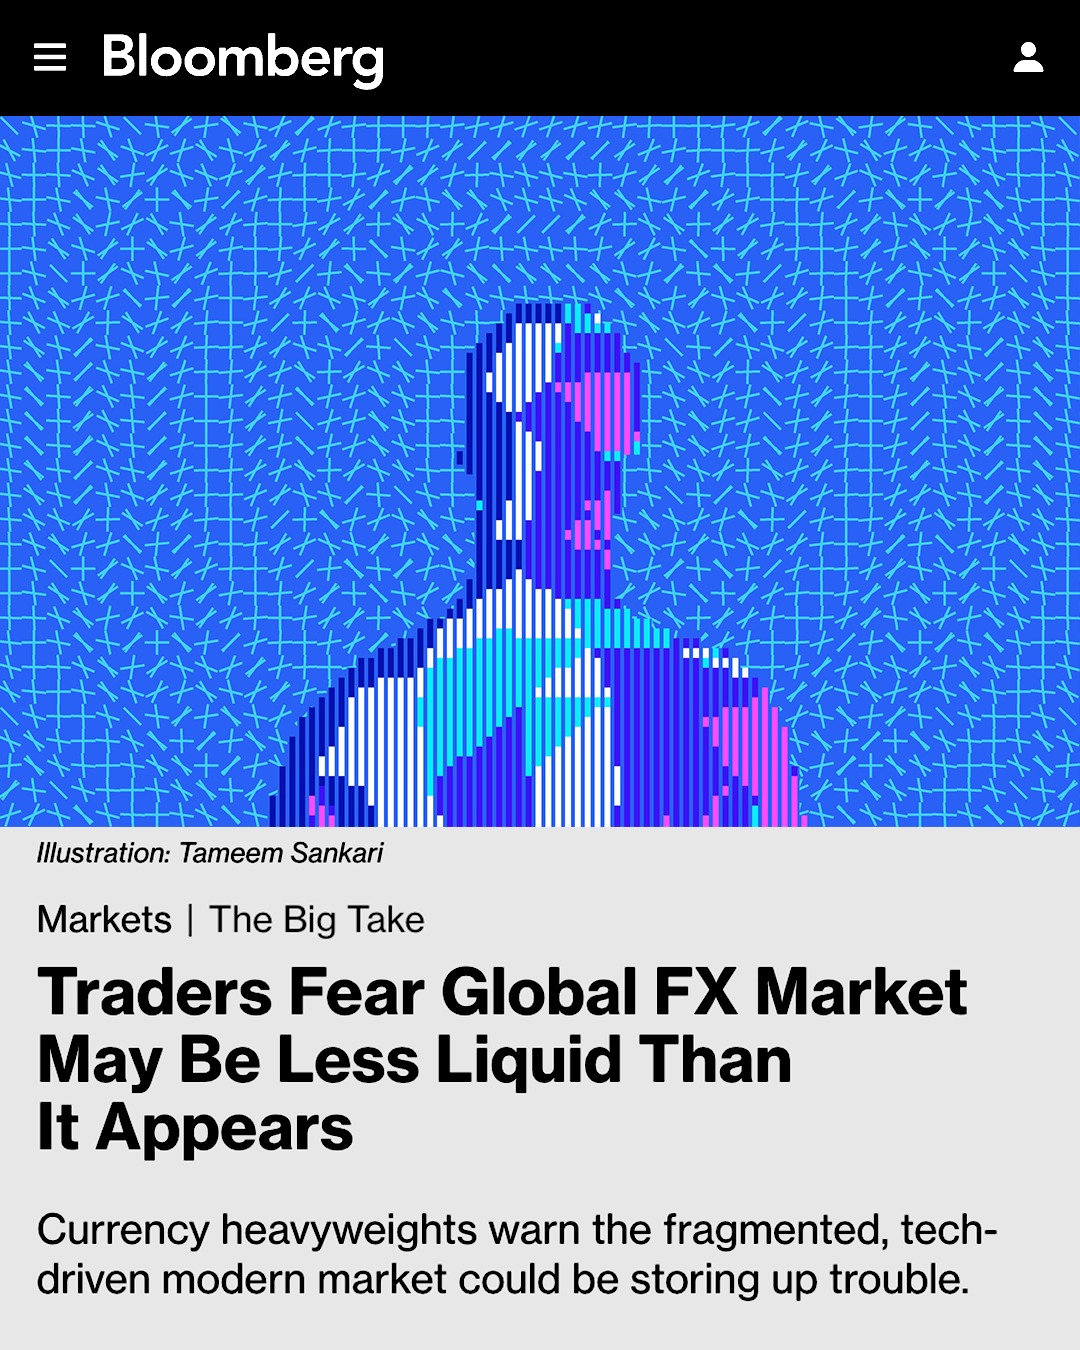 Bloomberg
Illustration: Tameem Sankari
Markets | The Big Take
Traders Fear Global FX Market
May Be Less Liquid Than
It Appears
Currency heavyweights warn the fragmented, tech-
driven modern market could be storing up trouble.